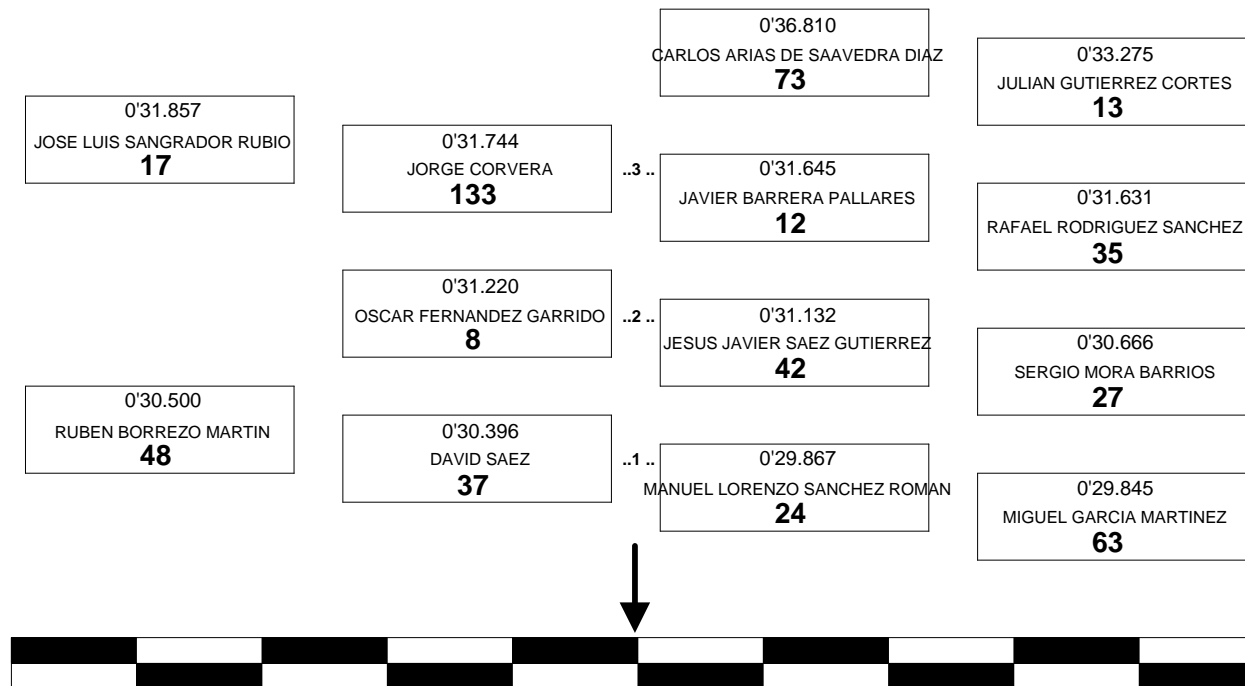 0'36.810
CARLOS ARIAS DE SAAVEDRA DIAZ
73
0'33.275
JULIAN GUTIERREZ CORTES
13
0'31.857
JOSE LUIS SANGRADOR RUBIO
17
0'31.744
JORGE CORVERA
133
..3 ..
0'31.645
JAVIER BARRERA PALLARES
12
0'31.631
RAFAEL RODRIGUEZ SANCHEZ
35
0'31.220
OSCAR FERNANDEZ GARRIDO
8
..2 ..
0'31.132
JESUS JAVIER SAEZ GUTIERREZ
42
0'30.666
SERGIO MORA BARRIOS
27
0'30.500
RUBEN BORREZO MARTIN
48
0'30.396
DAVID SAEZ
37
..1 ..
0'29.867
MANUEL LORENZO SANCHEZ ROMAN
24
0'29.845
MIGUEL GARCIA MARTINEZ
63